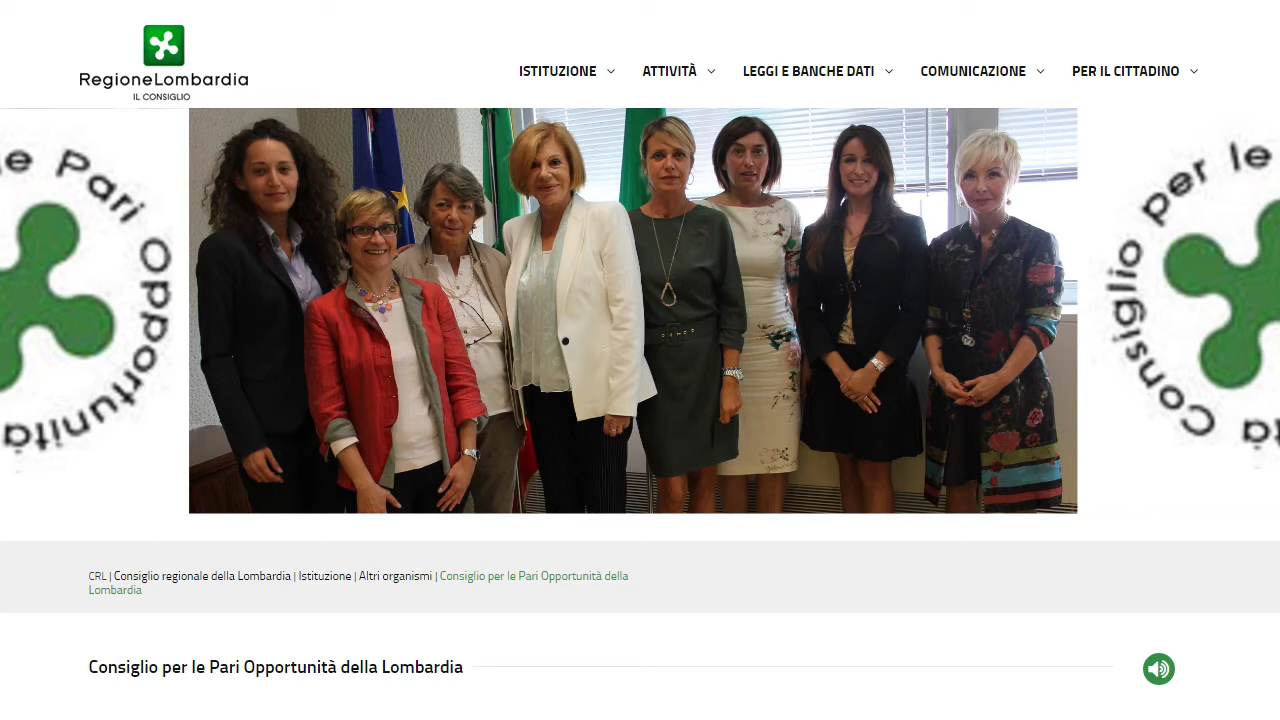 RegioneLombardia
IL CONSIGLIO
ISTITUZIONE ATTIVITÀ LEGGI E BANCHE DATI COMUNICAZIONE PER IL CITTADINO
le Pari Opportunità
Consiglio per le
CRL | Consiglio regionale della Lombardia | Istituzione | Altri organismi | Consiglio per le Pari Opportunità della
Lombardia
Consiglio per le Pari Opportunità della Lombardia